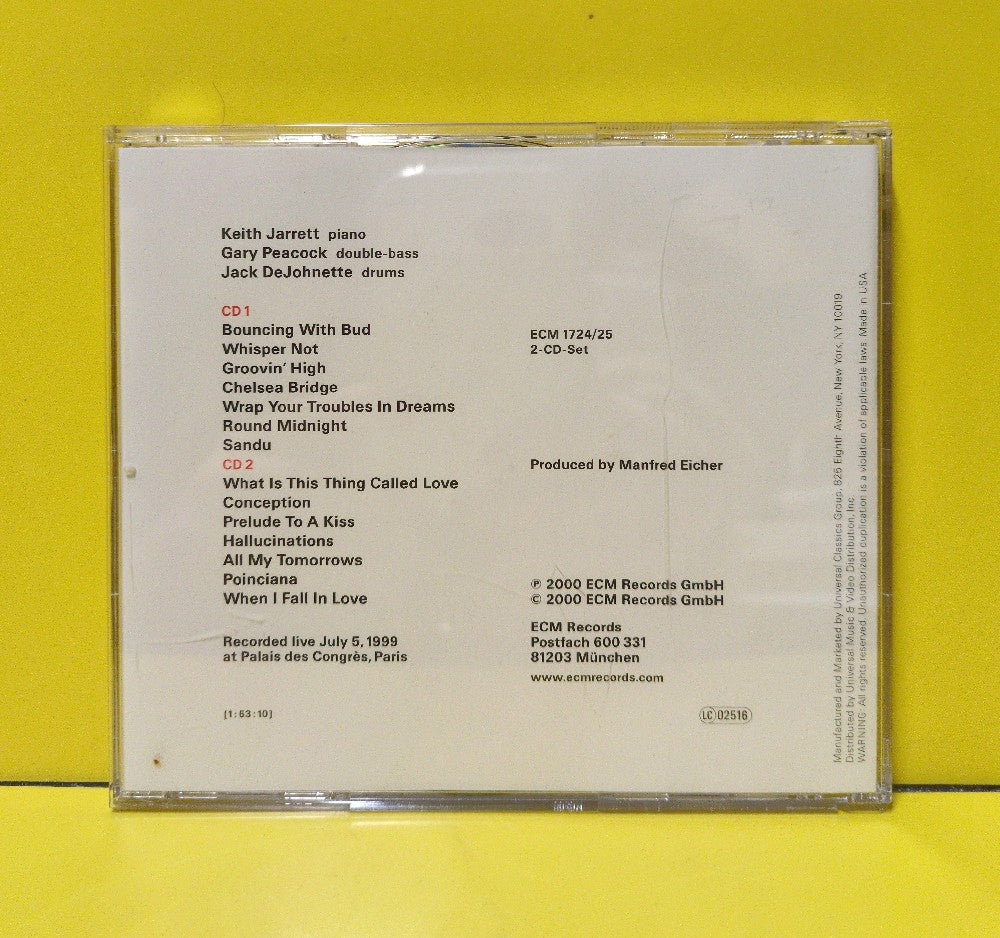 Keith Jarrett piano
Gary Peacock double-bass
Jack DeJohnette drums
CD 1
Bouncing With Bud
Whisper Not
Groovin' High
Chelsea Bridge
Wrap Your Troubles In Dreams
Round Midnight
Sandu
CD 2
What Is This Thing Called Love
Conception
Prelude To A Kiss
Hallucinations
All My Tomorrows
Poinciana
When I Fall In Love
Recorded live July 5, 1999
at Palais des Congrès, Paris
[1:53:10]
ECM 1724/25
2-CD-Set
Produced by Manfred Eicher
℗ 2000 ECM Records GmbH
© 2000 ECM Records GmbH
ECM Records
Postfach 600 331
81203 München
www.ecmrecords.com
LC 02516
Manufactured and Marketed by Universal Classics Group, 825 Eighth Avenue, New York, NY 10019.
Distributed by Universal Music & Video Distribution, Inc.
WARNING: All rights reserved. Unauthorized duplication is a violation of applicable laws. Made in USA